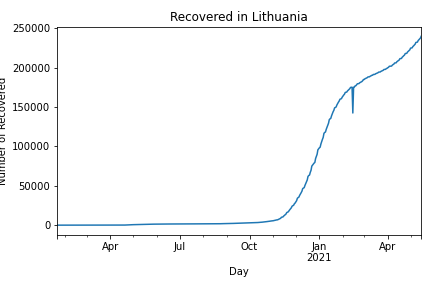 Recovered in Lithuania
Number of Recovered
250000
200000
150000
100000
50000
0
Apr
Jul
Oct
Jan
2021
Apr
Day